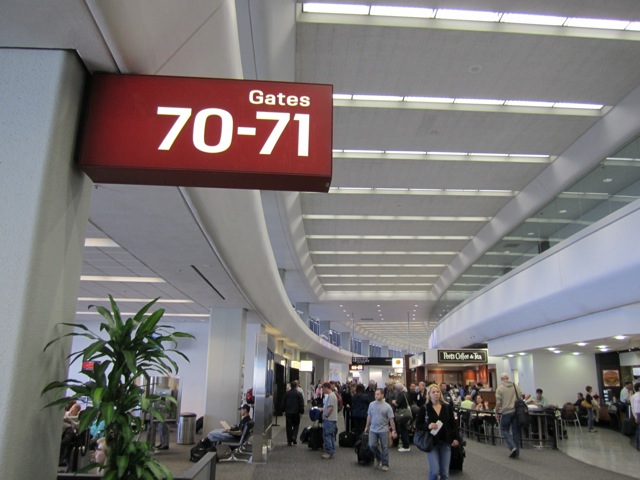 Gates
70-71
Peet's Coffee & Tea